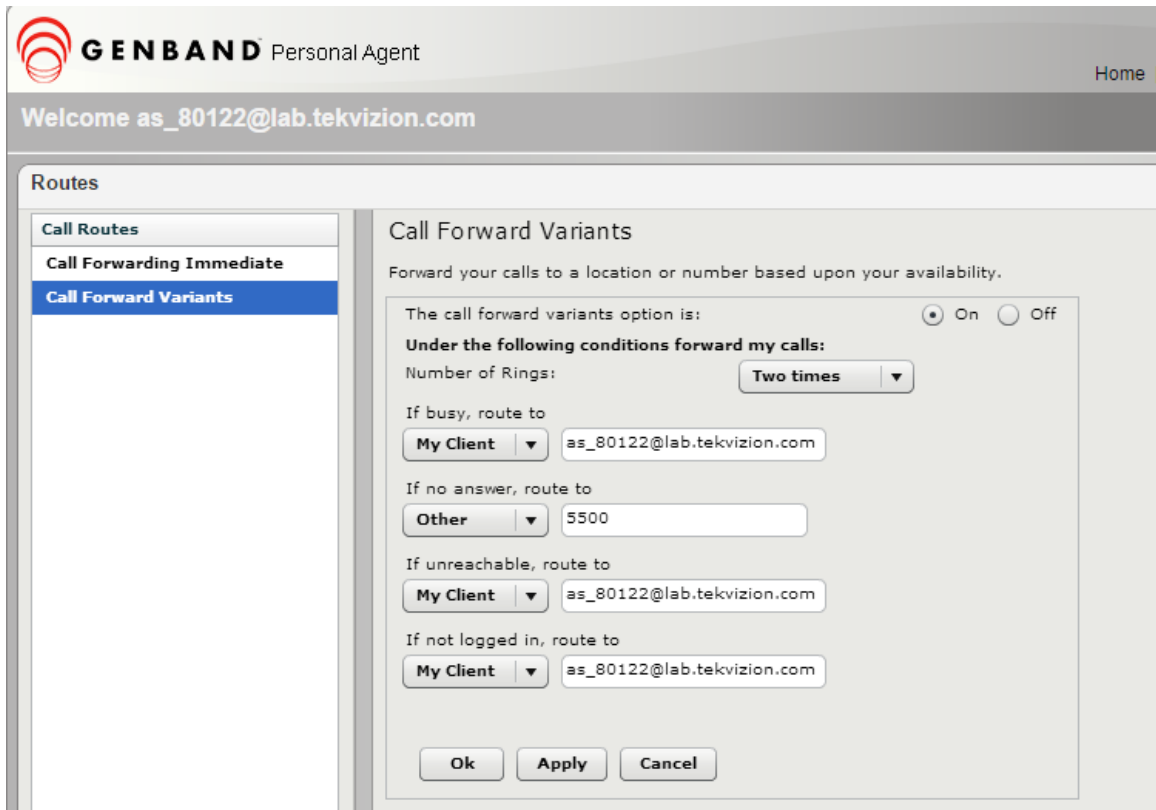 GENBAND Personal Agent
Home
Welcome as_80122@lab.tekvizion.com
Routes
Call Routes
Call Forwarding Immediate
Call Forward Variants
Call Forward Variants
Forward your calls to a location or number based upon your availability.
The call forward variants option is: On Off
Under the following conditions forward my calls:
Number of Rings: Two times
If busy, route to
My Client as_80122@lab.tekvizion.com
If no answer, route to
Other 5500
If unreachable, route to
My Client as_80122@lab.tekvizion.com
If not logged in, route to
My Client as_80122@lab.tekvizion.com
Ok Apply Cancel